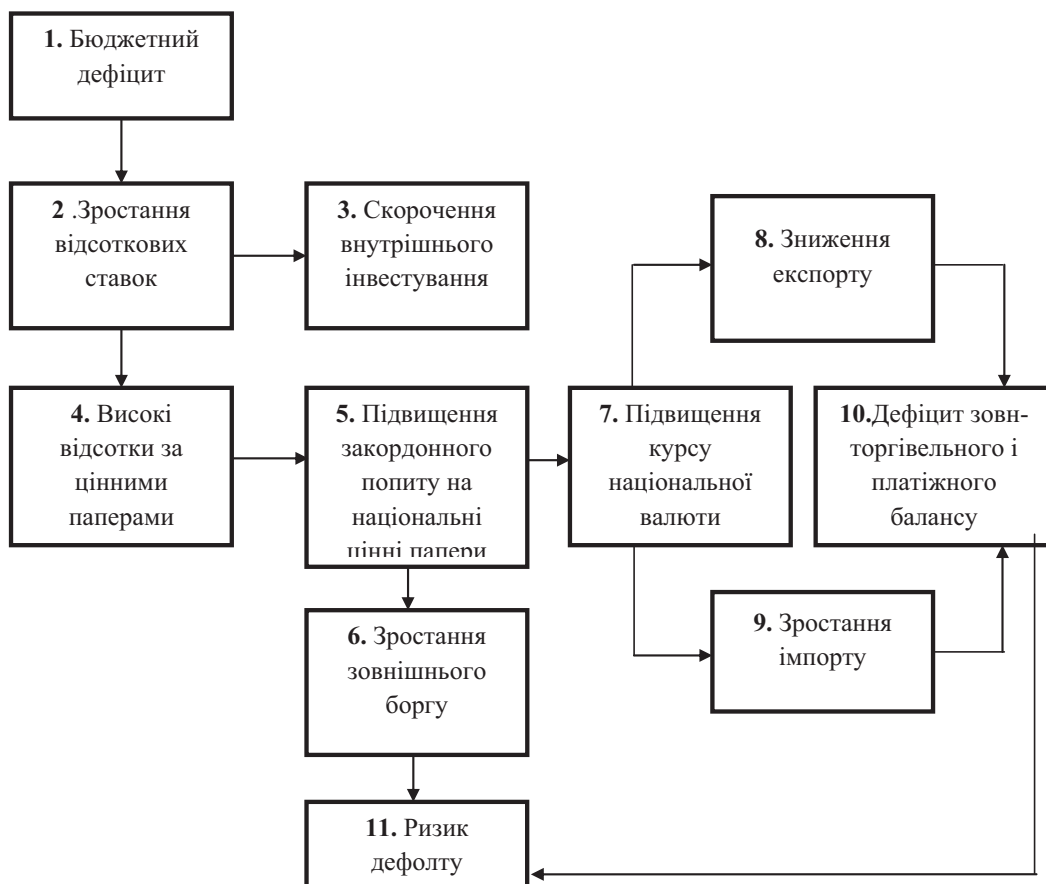 1. Бюджетний
дефіцит
2 .Зростання
відсоткових
ставок
3. Скорочення
внутрішнього
інвестування
4. Високі
відсотки за
цінними
паперами
5. Підвищення
закордонного
попиту на
національні
цінні папери
6. Зростання
зовнішнього
боргу
7. Підвищення
курсу
національної
валюти
8. Зниження
експорту
9. Зростання
імпорту
10.Дефіцит зовн-
торгівельного і
платіжного
балансу
11. Ризик
дефолту